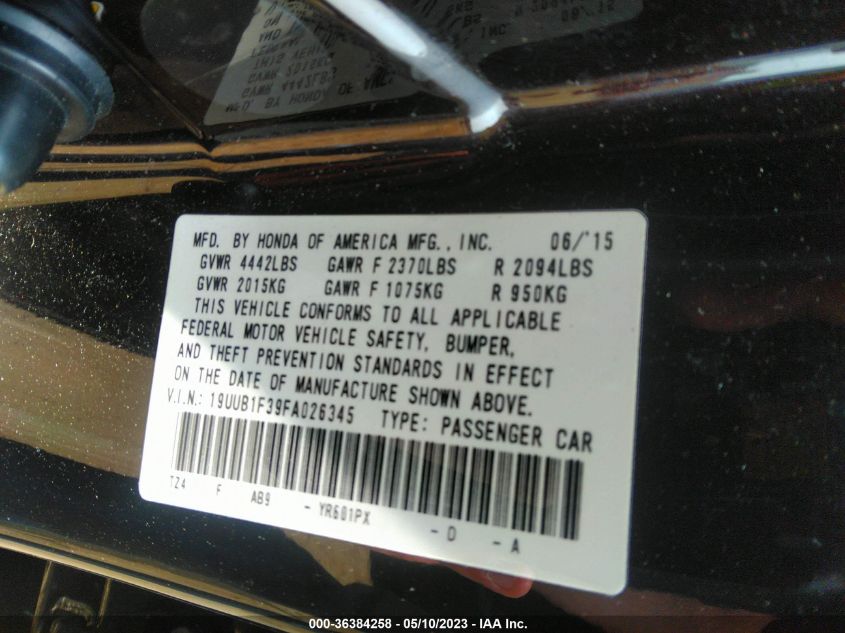 MFD. BY HONDA OF AMERICA MFG., INC. 06/'15
GVWR 4442LBS GAWR F 2370LBS R 2094LBS
GVWR 2015KG GAWR F 1075KG R 950KG
THIS VEHICLE CONFORMS TO ALL APPLICABLE
FEDERAL MOTOR VEHICLE SAFETY, BUMPER,
AND THEFT PREVENTION STANDARDS IN EFFECT
ON THE DATE OF MANUFACTURE SHOWN ABOVE.
V.I.N.: 19UUB1F39FA026345 TYPE: PASSENGER CAR
TZ4 F AB9 - YR601PX - D - A
000-36384258 - 05/10/2023 - IAA Inc.